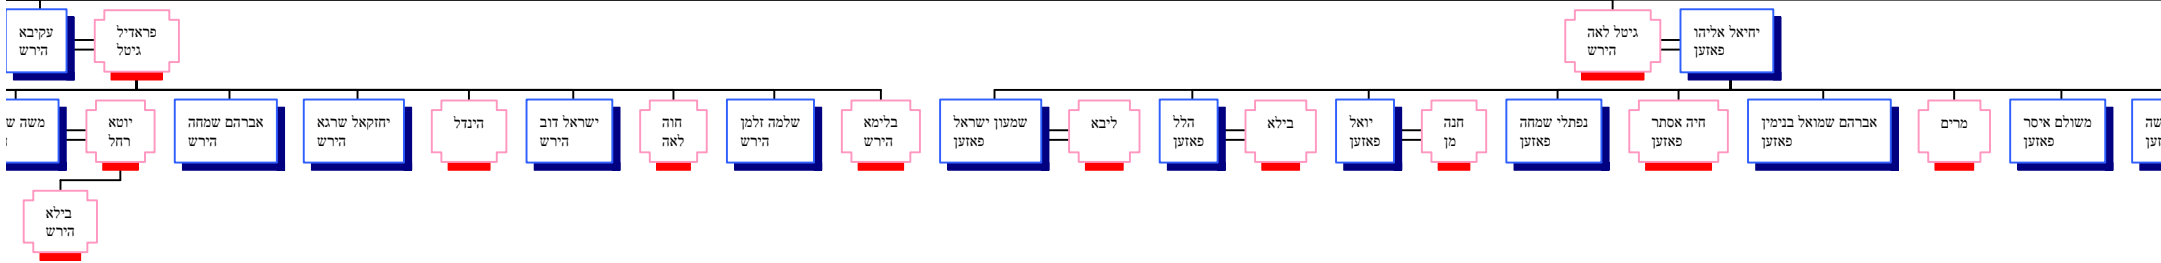 יחיאל אליהו
פאזען
גיטל לאה
הירש
פראדיל
גיטל
עקיבא
הירש
משולם איסר
פאזען
מרים
אברהם שמואל בנימין
פאזען
חיה אסתר
פאזען
נפתלי שמחה
פאזען
חנה
מן
יואל
פאזען
בילא
הלל
פאזען
ליבא
שמעון ישראל
פאזען
בלימא
הירש
שלמה זלמן
הירש
חוה
לאה
ישראל דוב
הירש
הינדל
יחזקאל שרגא
הירש
אברהם שמחה
הירש
יוטא
רחל
משה
בילא
הירש